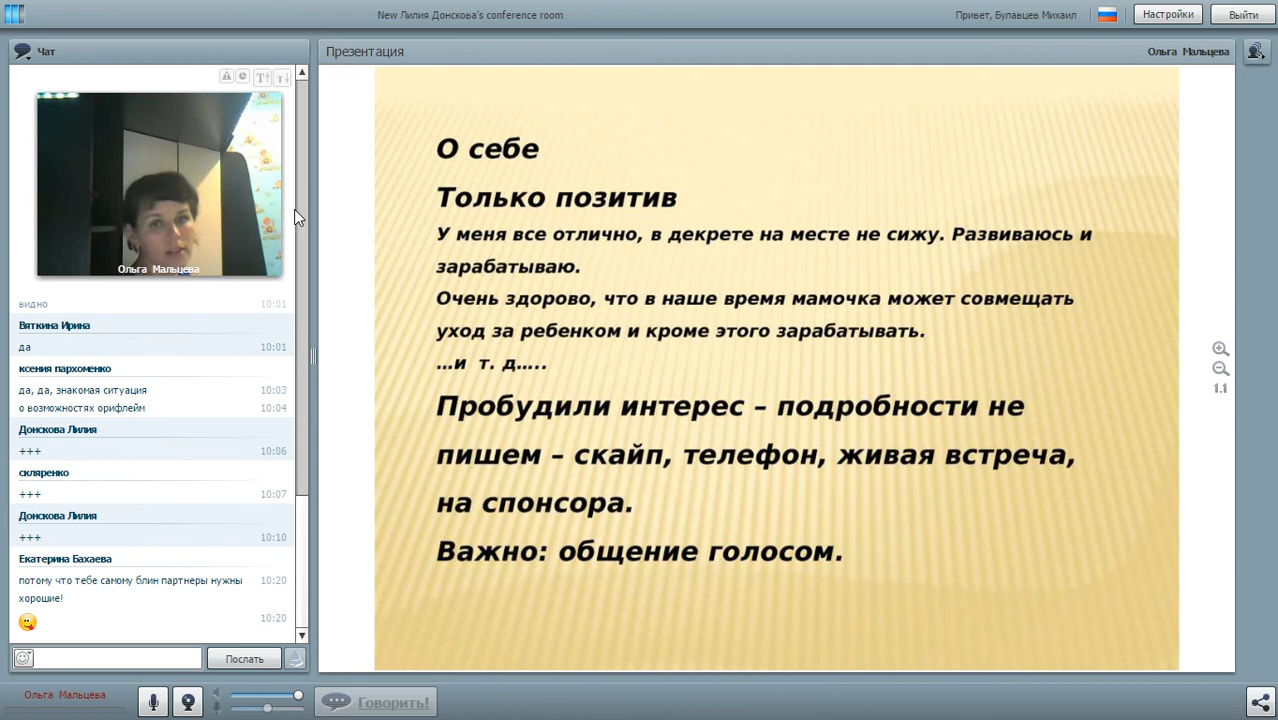 New Лилия Донскова's conference room
Привет, Булавцев Михаил
Настройки
Выйти
Чат
Ольга Мальцева
видно 10:01
Вяткина Ирина
да 10:01
ксения пархоменко
да, да, знакомая ситуация 10:03
о возможностях орифлейм 10:04
Донскова Лилия
+++ 10:06
скляренко
+++ 10:07
Донскова Лилия
+++ 10:10
Екатерина Бахаева
потому что тебе самому блин партнеры нужны 10:20
хорошие!
10:20
Послать
Презентация
Ольга Мальцева
О себе
Только позитив
У меня все отлично, в декрете на месте не сижу. Развиваюсь и
зарабатываю.
Очень здорово, что в наше время мамочка может совмещать
уход за ребенком и кроме этого зарабатывать.
…и т. д…..
Пробудили интерес – подробности не
пишем – скайп, телефон, живая встреча,
на спонсора.
Важно: общение голосом.
1.1
Ольга Мальцева
Говорить!